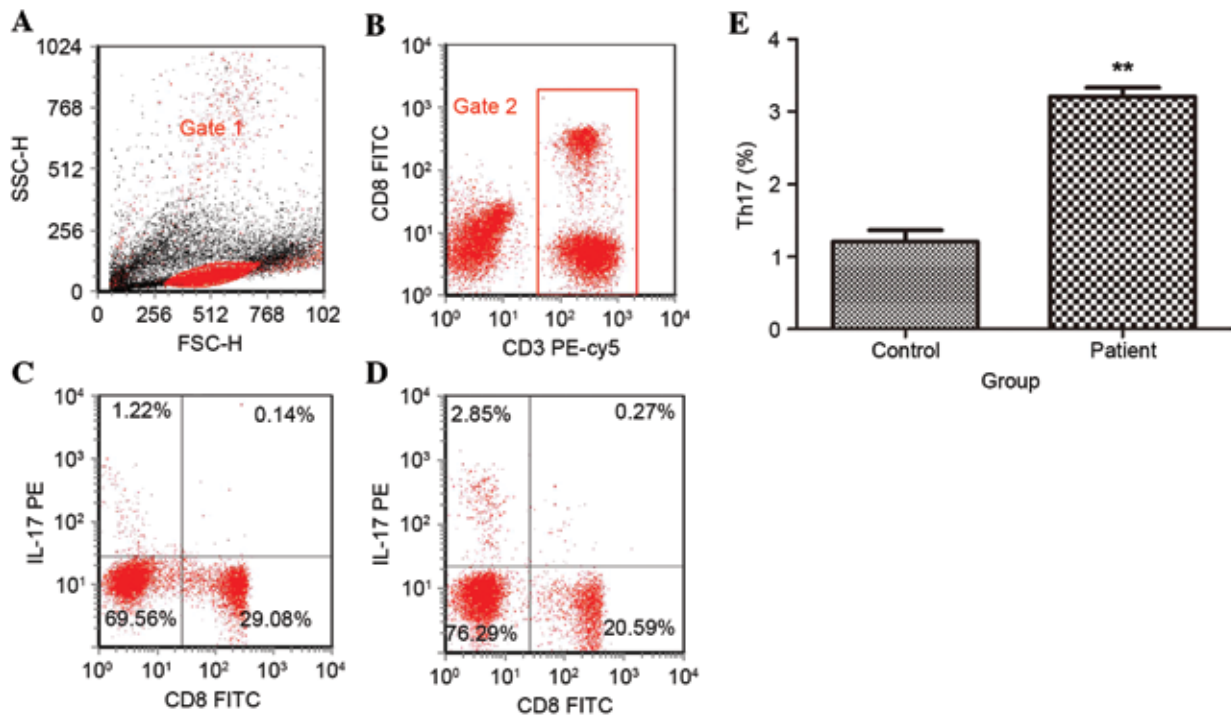 A
1024
768
512
256
0
SSC-H
Gate 1
0 256 512 768 102
FSC-H
B
10⁴
10³
10²
10¹
10⁰
CD8 FITC
Gate 2
10⁰ 10¹ 10² 10³ 10⁴
CD3 PE-cy5
E
4
3
2
1
0
Th17 (%)
**
Control Patient
Group
C
10⁴
10³
10²
10¹
IL-17 PE
1.22% 0.14%
69.56% 29.08%
10⁰ 10¹ 10² 10³ 10⁴
CD8 FITC
D
10⁴
10³
10²
10¹
IL-17 PE
2.85% 0.27%
76.29% 20.59%
10⁰ 10¹ 10² 10³ 10⁴
CD8 FITC